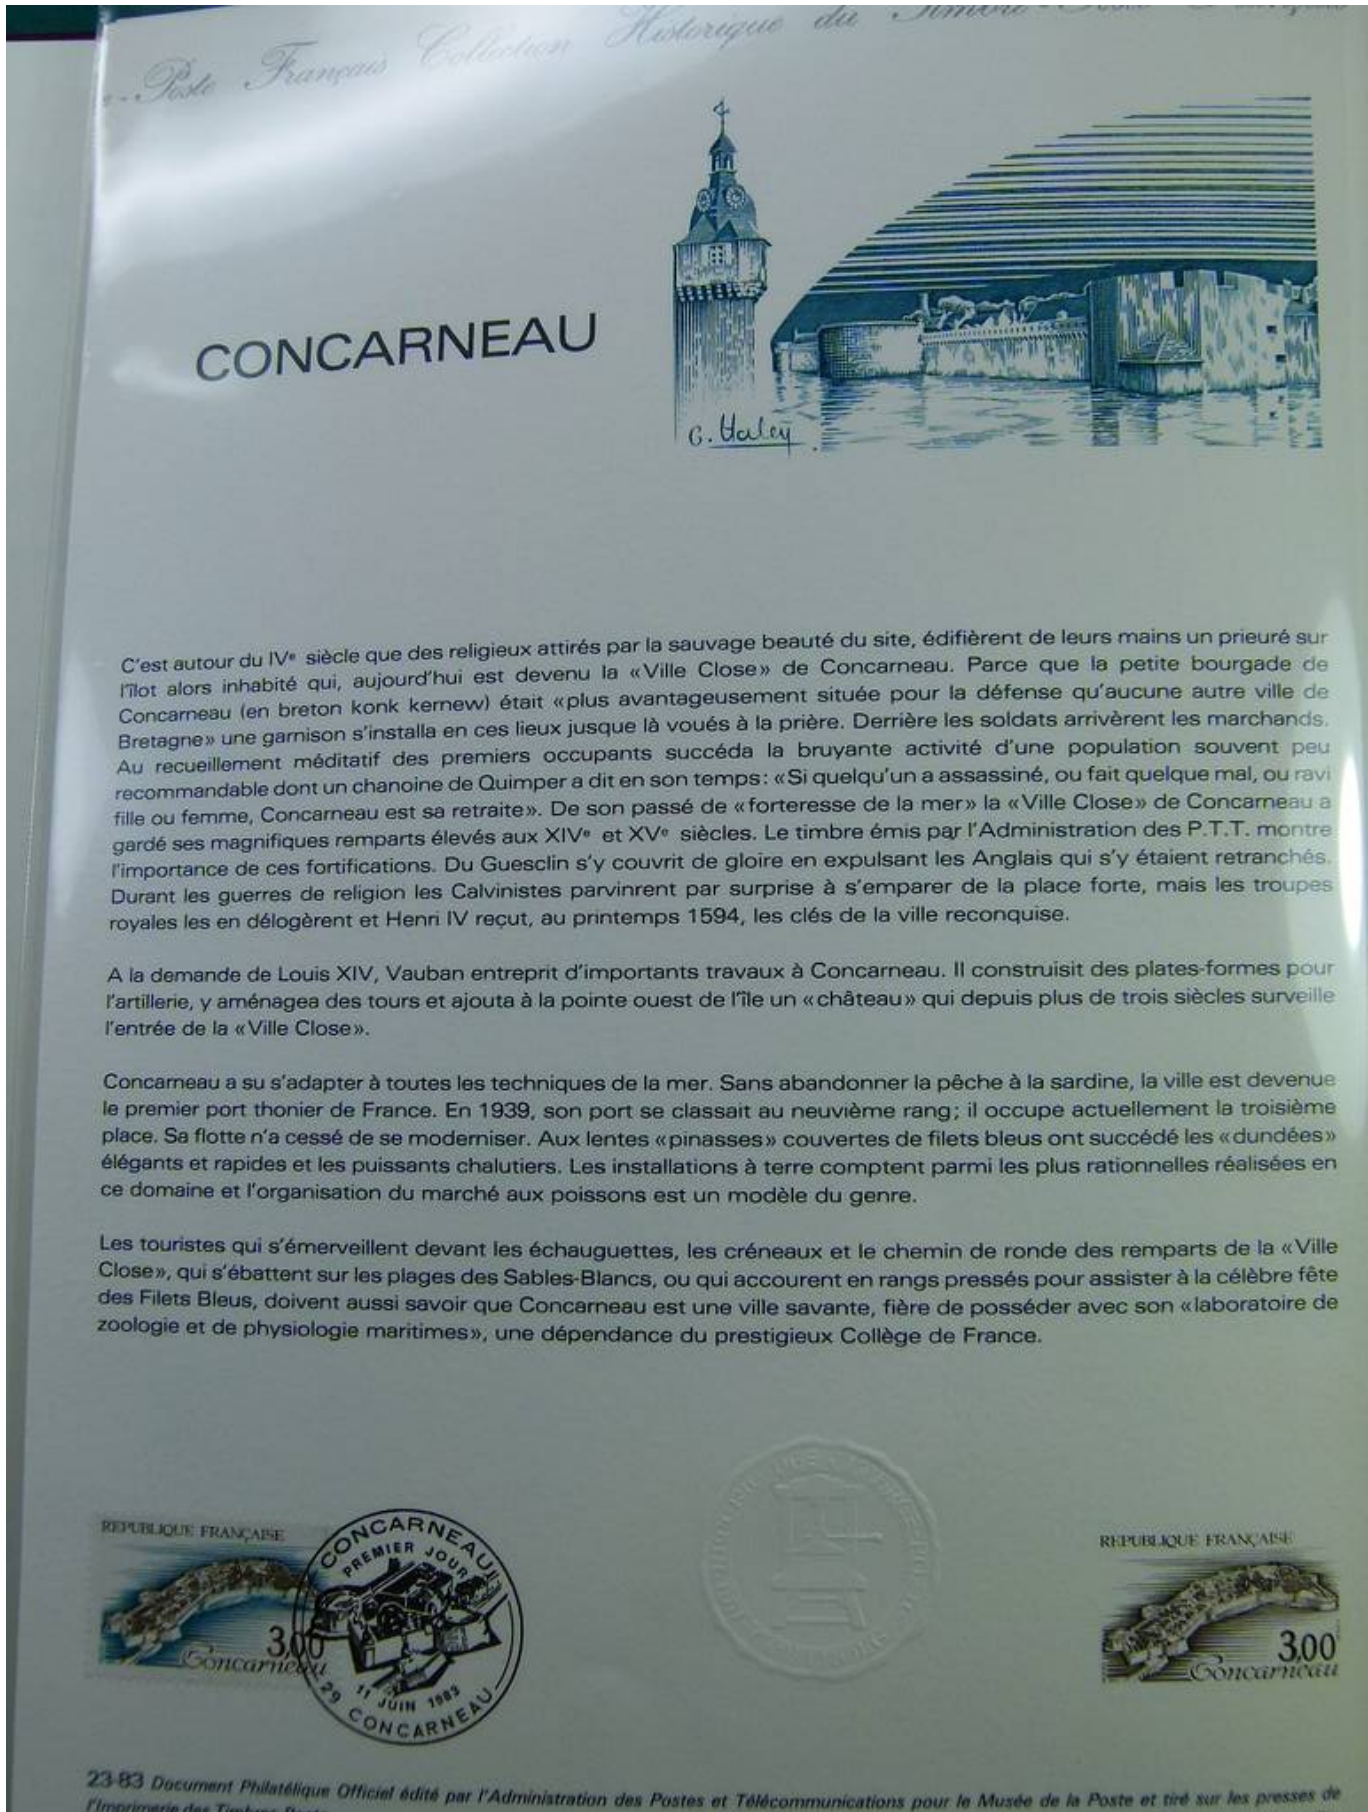 -Poste Français Collection Historique du Timbre-Poste
CONCARNEAU
C. Haley
C'est autour du IVe siècle que des religieux attirés par la sauvage beauté du site, édifièrent de leurs mains un prieuré sur
l'îlot alors inhabité qui, aujourd'hui est devenu la «Ville Close» de Concarneau. Parce que la petite bourgade de
Concarneau (en breton konk kernew) était «plus avantageusement située pour la défense qu'aucune autre ville de
Bretagne» une garnison s'installa en ces lieux jusque là voués à la prière. Derrière les soldats arrivèrent les marchands.
Au recueillement méditatif des premiers occupants succéda la bruyante activité d'une population souvent peu
recommandable dont un chanoine de Quimper a dit en son temps: «Si quelqu'un a assassiné, ou fait quelque mal, ou ravi
fille ou femme, Concarneau est sa retraite». De son passé de «forteresse de la mer» la «Ville Close» de Concarneau a
gardé ses magnifiques remparts élevés aux XIVe et XVe siècles. Le timbre émis par l'Administration des P.T.T. montre
l'importance de ces fortifications. Du Guesclin s'y couvrit de gloire en expulsant les Anglais qui s'y étaient retranchés.
Durant les guerres de religion les Calvinistes parvinrent par surprise à s'emparer de la place forte, mais les troupes
royales les en délogèrent et Henri IV reçut, au printemps 1594, les clés de la ville reconquise.
A la demande de Louis XIV, Vauban entreprit d'importants travaux à Concarneau. Il construisit des plates-formes pour
l'artillerie, y aménagea des tours et ajouta à la pointe ouest de l'île un «château» qui depuis plus de trois siècles surveille
l'entrée de la «Ville Close».
Concarneau a su s'adapter à toutes les techniques de la mer. Sans abandonner la pêche à la sardine, la ville est devenue
le premier port thonier de France. En 1939, son port se classait au neuvième rang; il occupe actuellement la troisième
place. Sa flotte n'a cessé de se moderniser. Aux lentes «pinasses» couvertes de filets bleus ont succédé les «dundées»
élégants et rapides et les puissants chalutiers. Les installations à terre comptent parmi les plus rationnelles réalisées en
ce domaine et l'organisation du marché aux poissons est un modèle du genre.
Les touristes qui s'émerveillent devant les échauguettes, les créneaux et le chemin de ronde des remparts de la «Ville
Close», qui s'ébattent sur les plages des Sables-Blancs, ou qui accourent en rangs pressés pour assister à la célèbre fête
des Filets Bleus, doivent aussi savoir que Concarneau est une ville savante, fière de posséder avec son «laboratoire de
zoologie et de physiologie maritimes», une dépendance du prestigieux Collège de France.
REPUBLIQUE FRANÇAISE
3,00
Concarneau
CONCARNEAU
PREMIER JOUR
11 JUIN 1983
29 CONCARNEAU
REPUBLIQUE FRANÇAISE
3,00
Concarneau
23-83 Document Philatélique Officiel édité par l'Administration des Postes et Télécommunications pour le Musée de la Poste et tiré sur les presses de
l'Imprimerie des Timbres-Poste